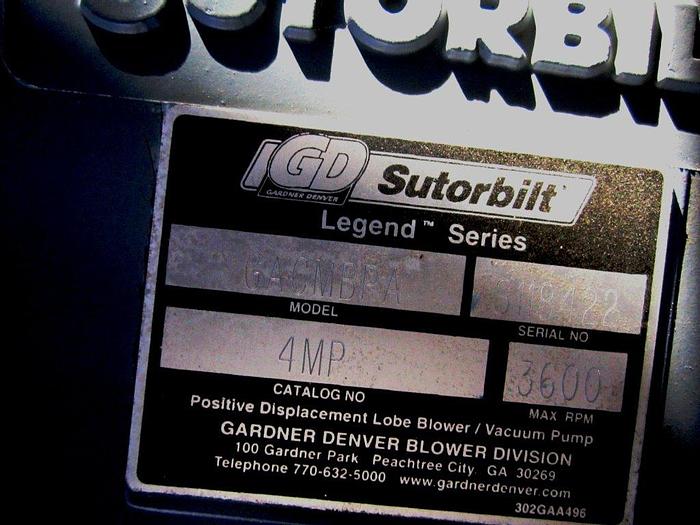 SUTORBIL
GD
GARDNER DENVER
Sutorbilt
Legend™ Series
GACMBPA
MODEL
SERIAL NO
4MP
CATALOG NO
3600
MAX RPM
Positive Displacement Lobe Blower / Vacuum Pump
GARDNER DENVER BLOWER DIVISION
100 Gardner Park Peachtree City, GA 30269
Telephone 770-632-5000 www.gardnerdenver.com
302GAA496